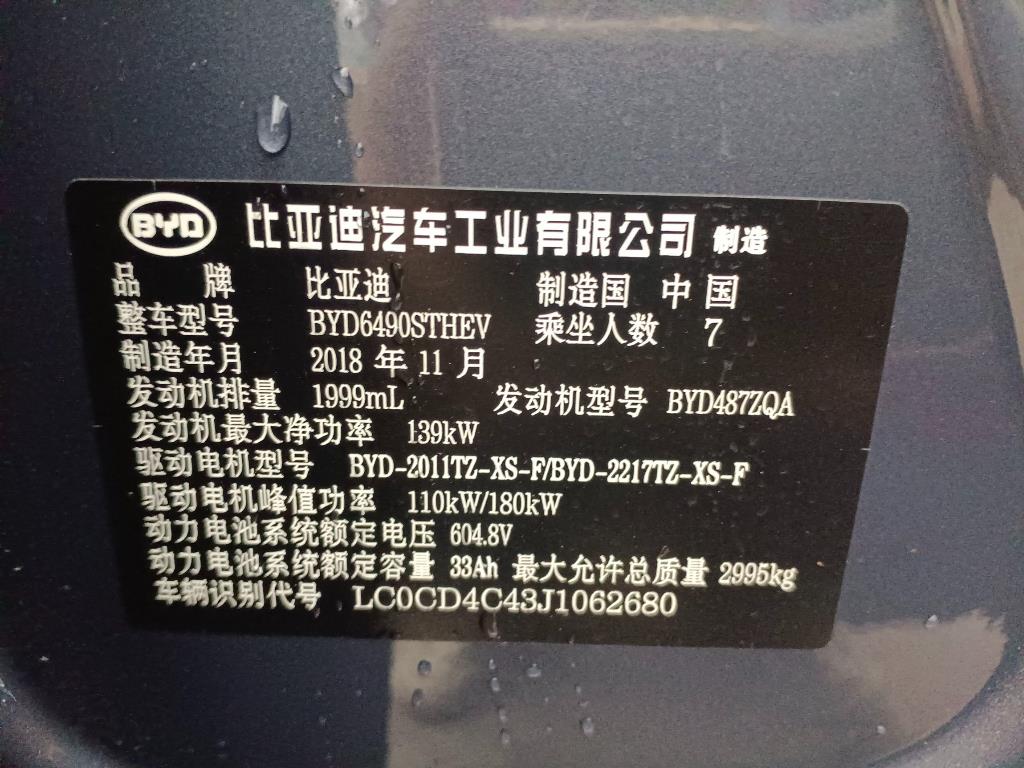 BYD 比亚迪汽车工业有限公司 制造
品 牌 比亚迪 制造国 中国
整车型号 BYD6490STHEV 乘坐人数 7
制造年月 2018 年 11 月
发动机排量 1999mL 发动机型号 BYD487ZQA
发动机最大净功率 139kW
驱动电机型号 BYD-2011TZ-XS-F/BYD-2217TZ-XS-F
驱动电机峰值功率 110kW/180kW
动力电池系统额定电压 604.8V
动力电池系统额定容量 33Ah 最大允许总质量 2995kg
车辆识别代号 LC0CD4C43J1062680